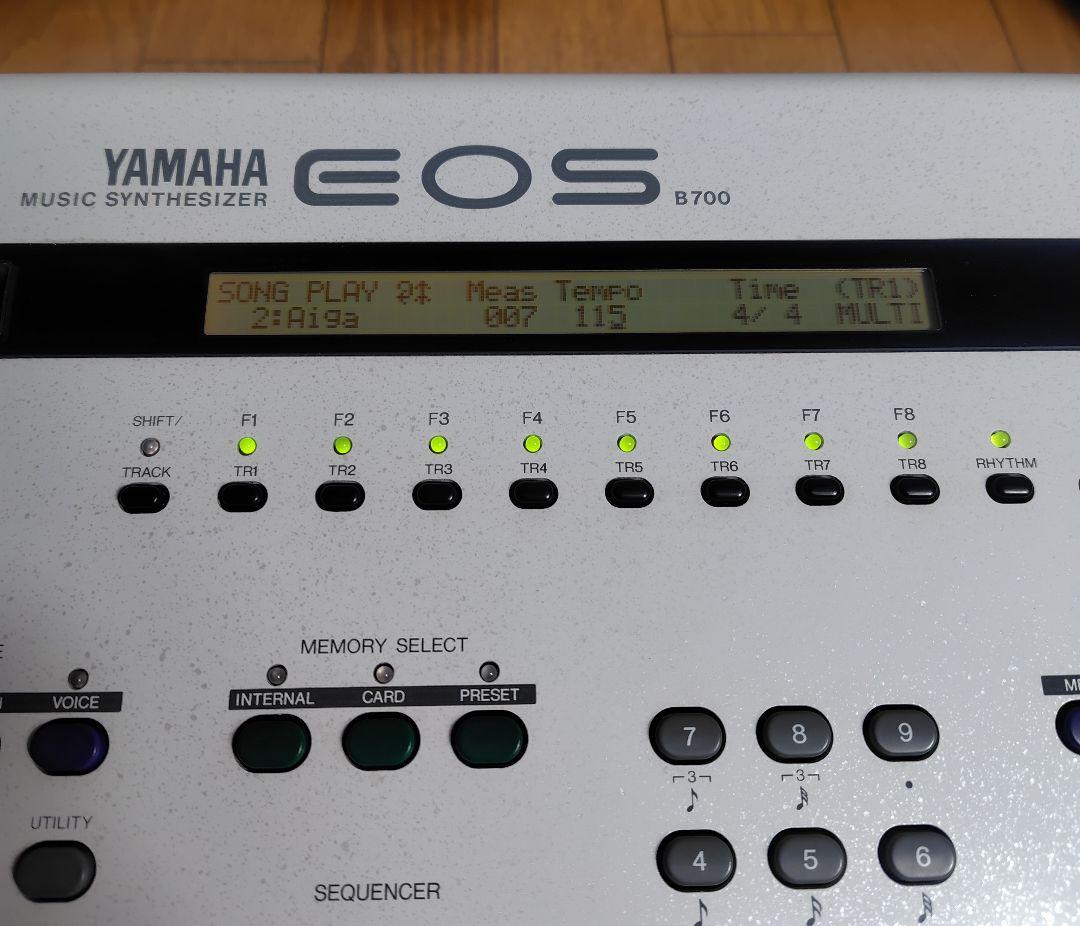 YAMAHA EOS
MUSIC SYNTHESIZER B700
SONG PLAY Meas Tempo Time (TR1)
2:Aiga 007 115 4/ 4 MULTI
SHIFT/ F1 F2 F3 F4 F5 F6 F7 F8
TRACK TR1 TR2 TR3 TR4 TR5 TR6 TR7 TR8 RHYTHM
MEMORY SELECT
VOICE INTERNAL CARD PRESET
7 8 9
3 3
UTILITY
4 5 6
SEQUENCER